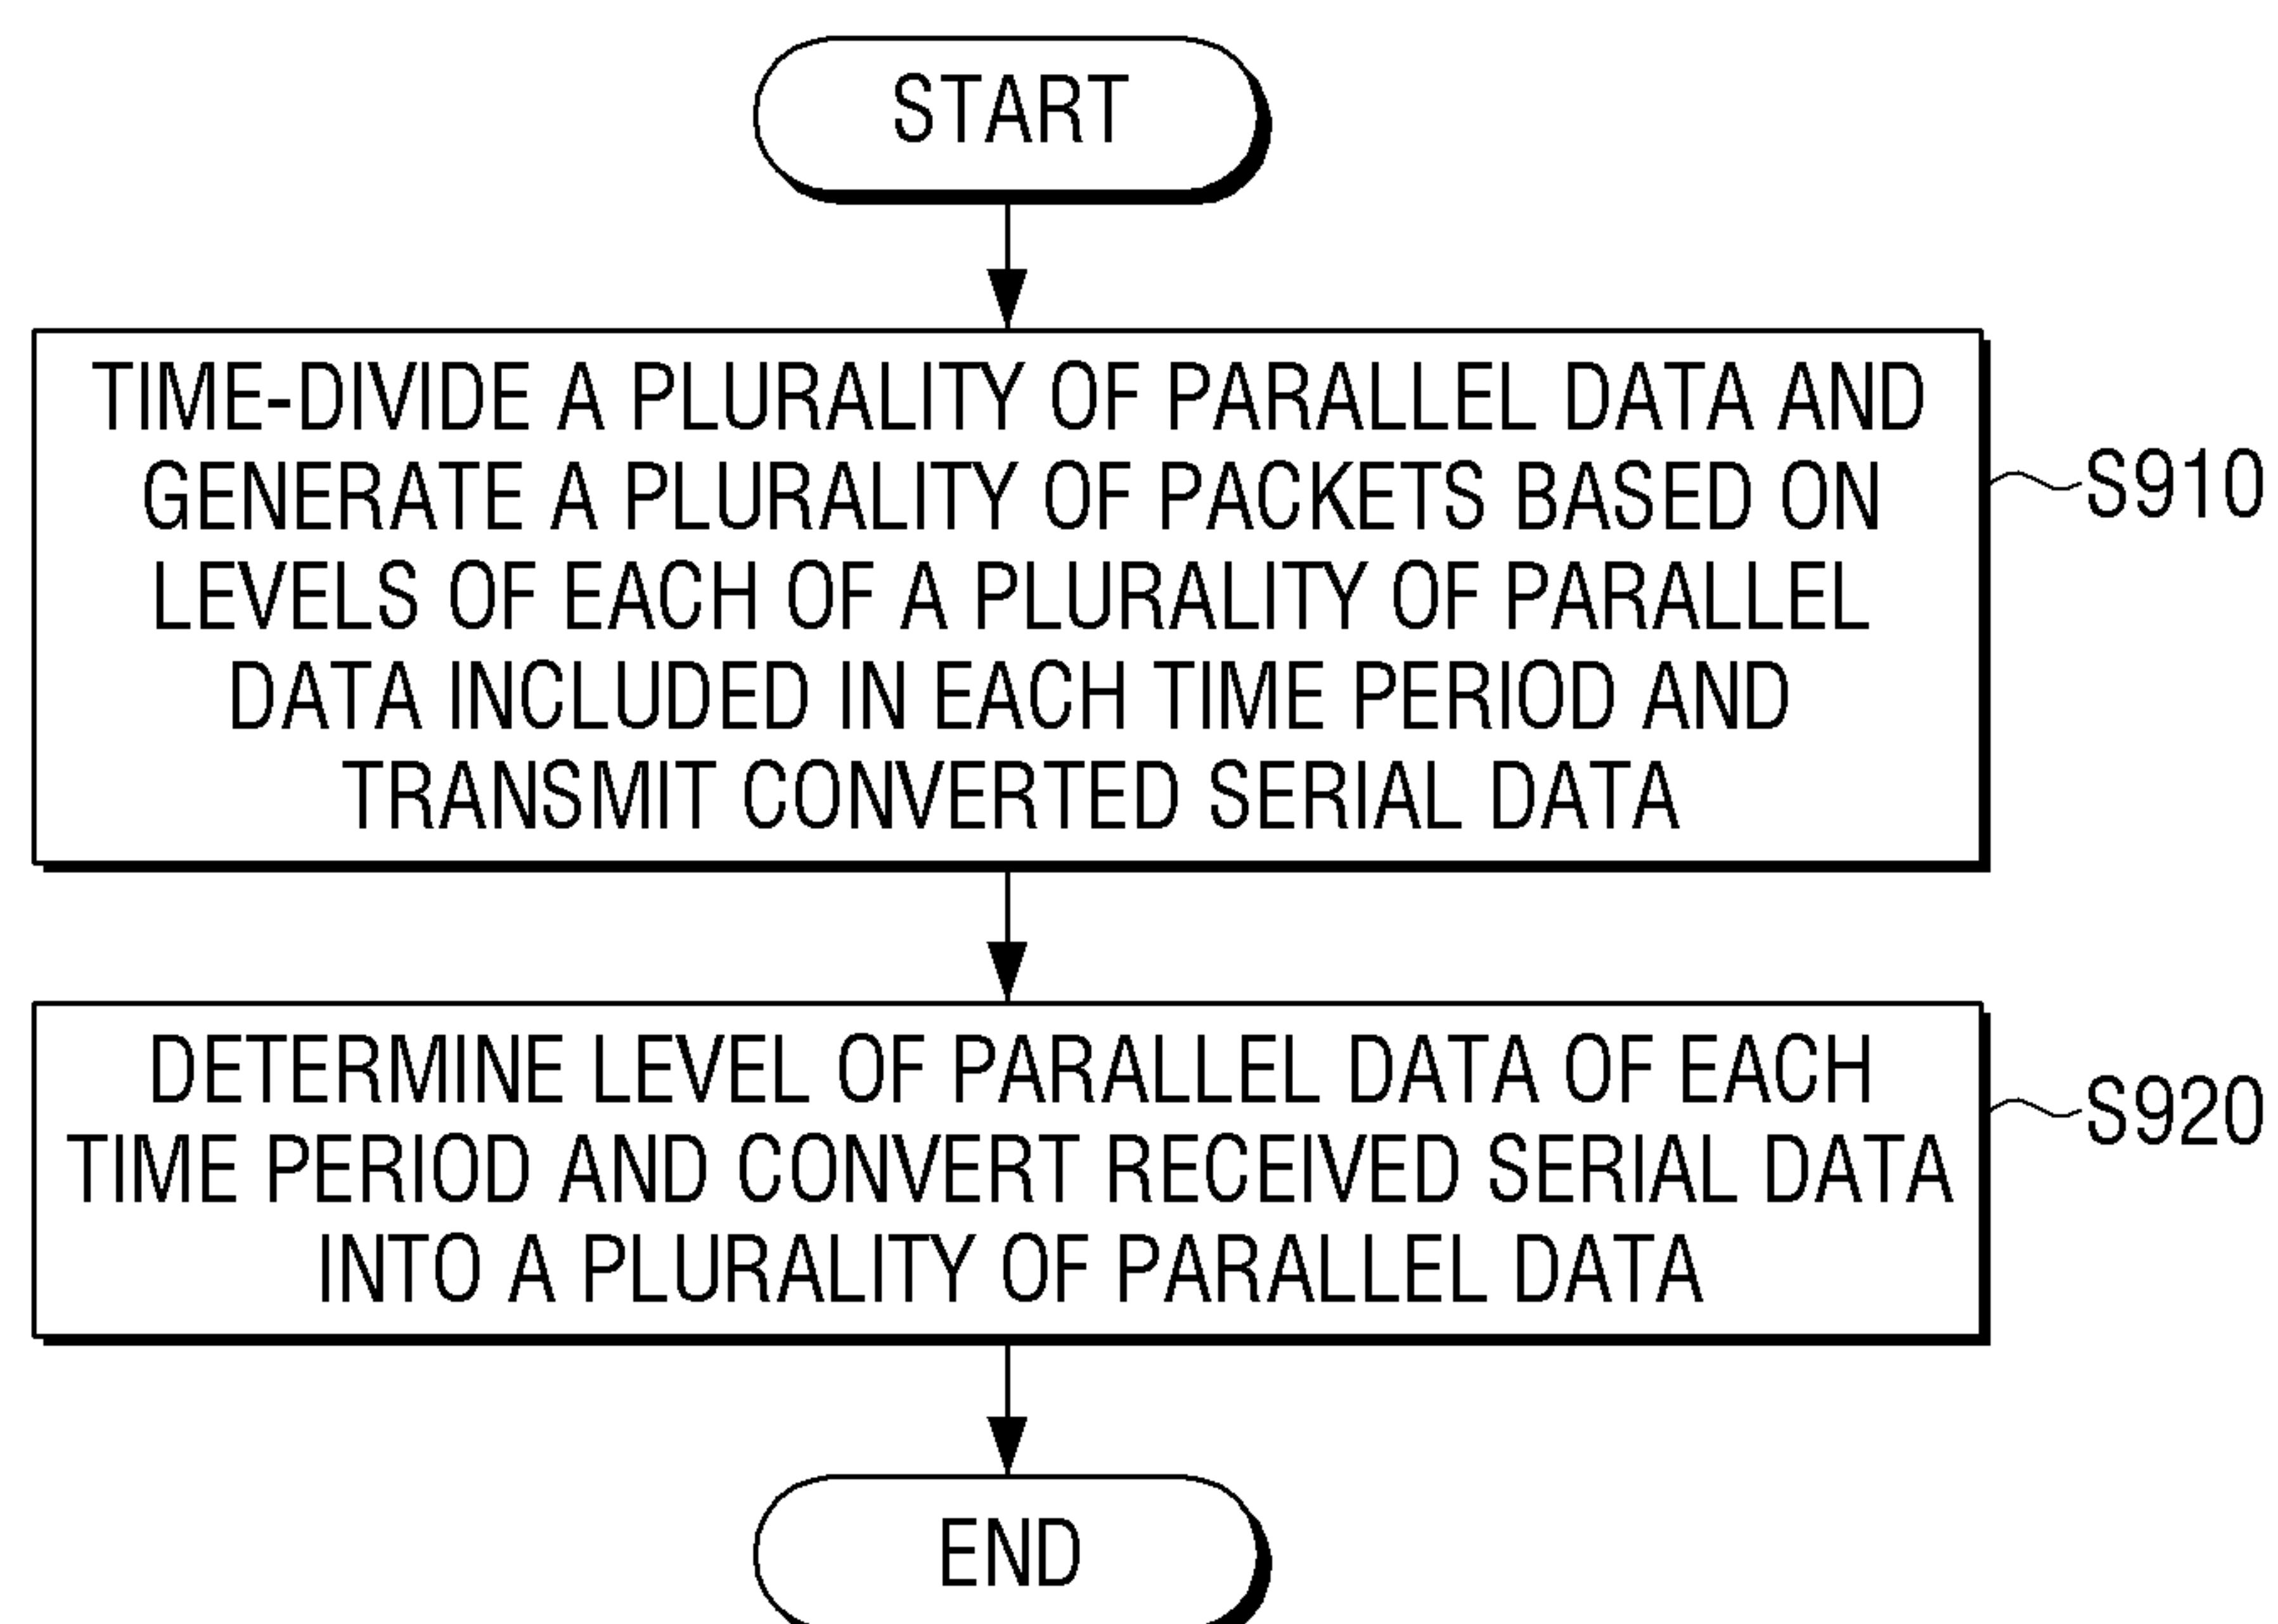 START
TIME-DIVIDE A PLURALITY OF PARALLEL DATA AND
GENERATE A PLURALITY OF PACKETS BASED ON
LEVELS OF EACH OF A PLURALITY OF PARALLEL
DATA INCLUDED IN EACH TIME PERIOD AND
TRANSMIT CONVERTED SERIAL DATA
S910
DETERMINE LEVEL OF PARALLEL DATA OF EACH
TIME PERIOD AND CONVERT RECEIVED SERIAL DATA
INTO A PLURALITY OF PARALLEL DATA
S920
END